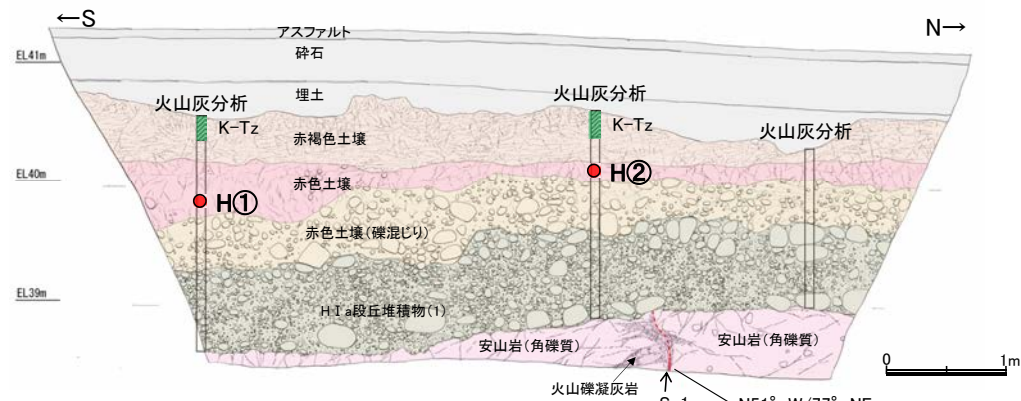 ←S
N→
アスファルト
砕石
EL41m
埋土
火山灰分析
火山灰分析
火山灰分析
K-Tz
K-Tz
赤褐色土壌
EL40m
赤色土壌
H①
H②
赤色土壌(礫混じり)
EL39m
HⅠa段丘堆積物(1)
安山岩(角礫質)
安山岩(角礫質)
火山礫凝灰岩
0
1m